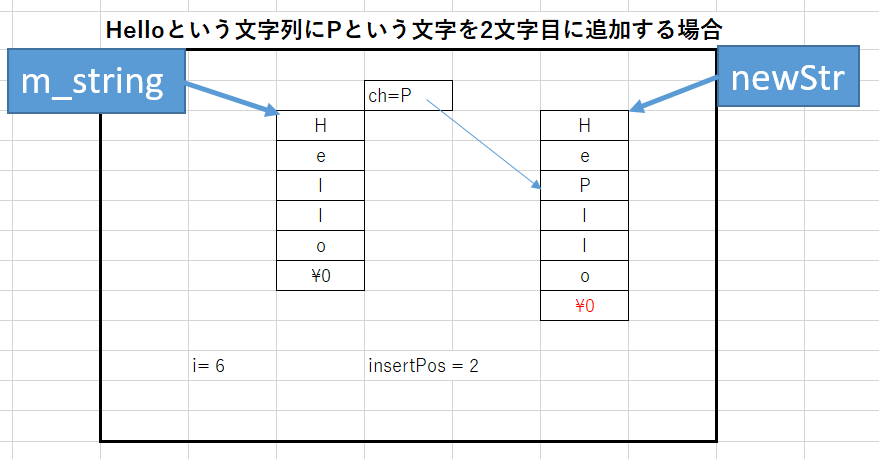 Helloという文字列にPという文字を2文字目に追加する場合
m_string
newStr
ch=P
H
e
l
l
o
¥0
H
e
P
l
l
o
¥0
i= 6
insertPos = 2